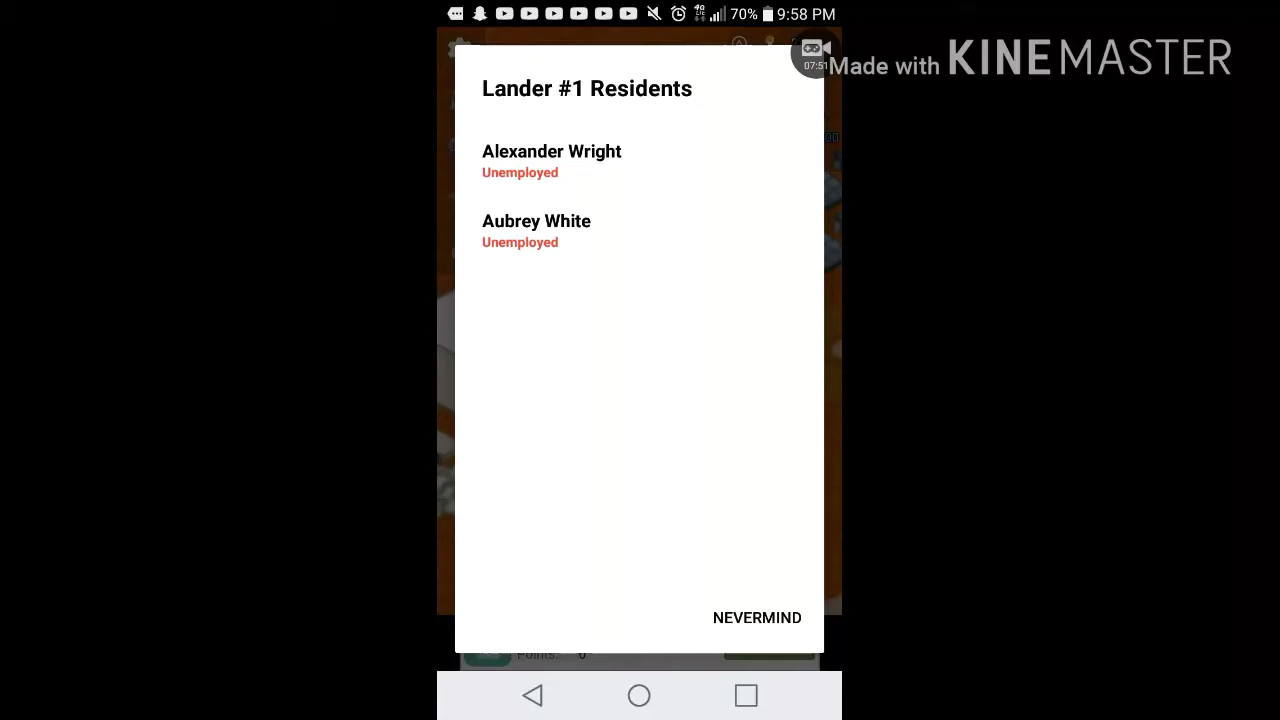 70% 9:58 PM
07:51
Made with KINEMASTER
Lander #1 Residents
Alexander Wright
Unemployed
Aubrey White
Unemployed
NEVERMIND
Points: